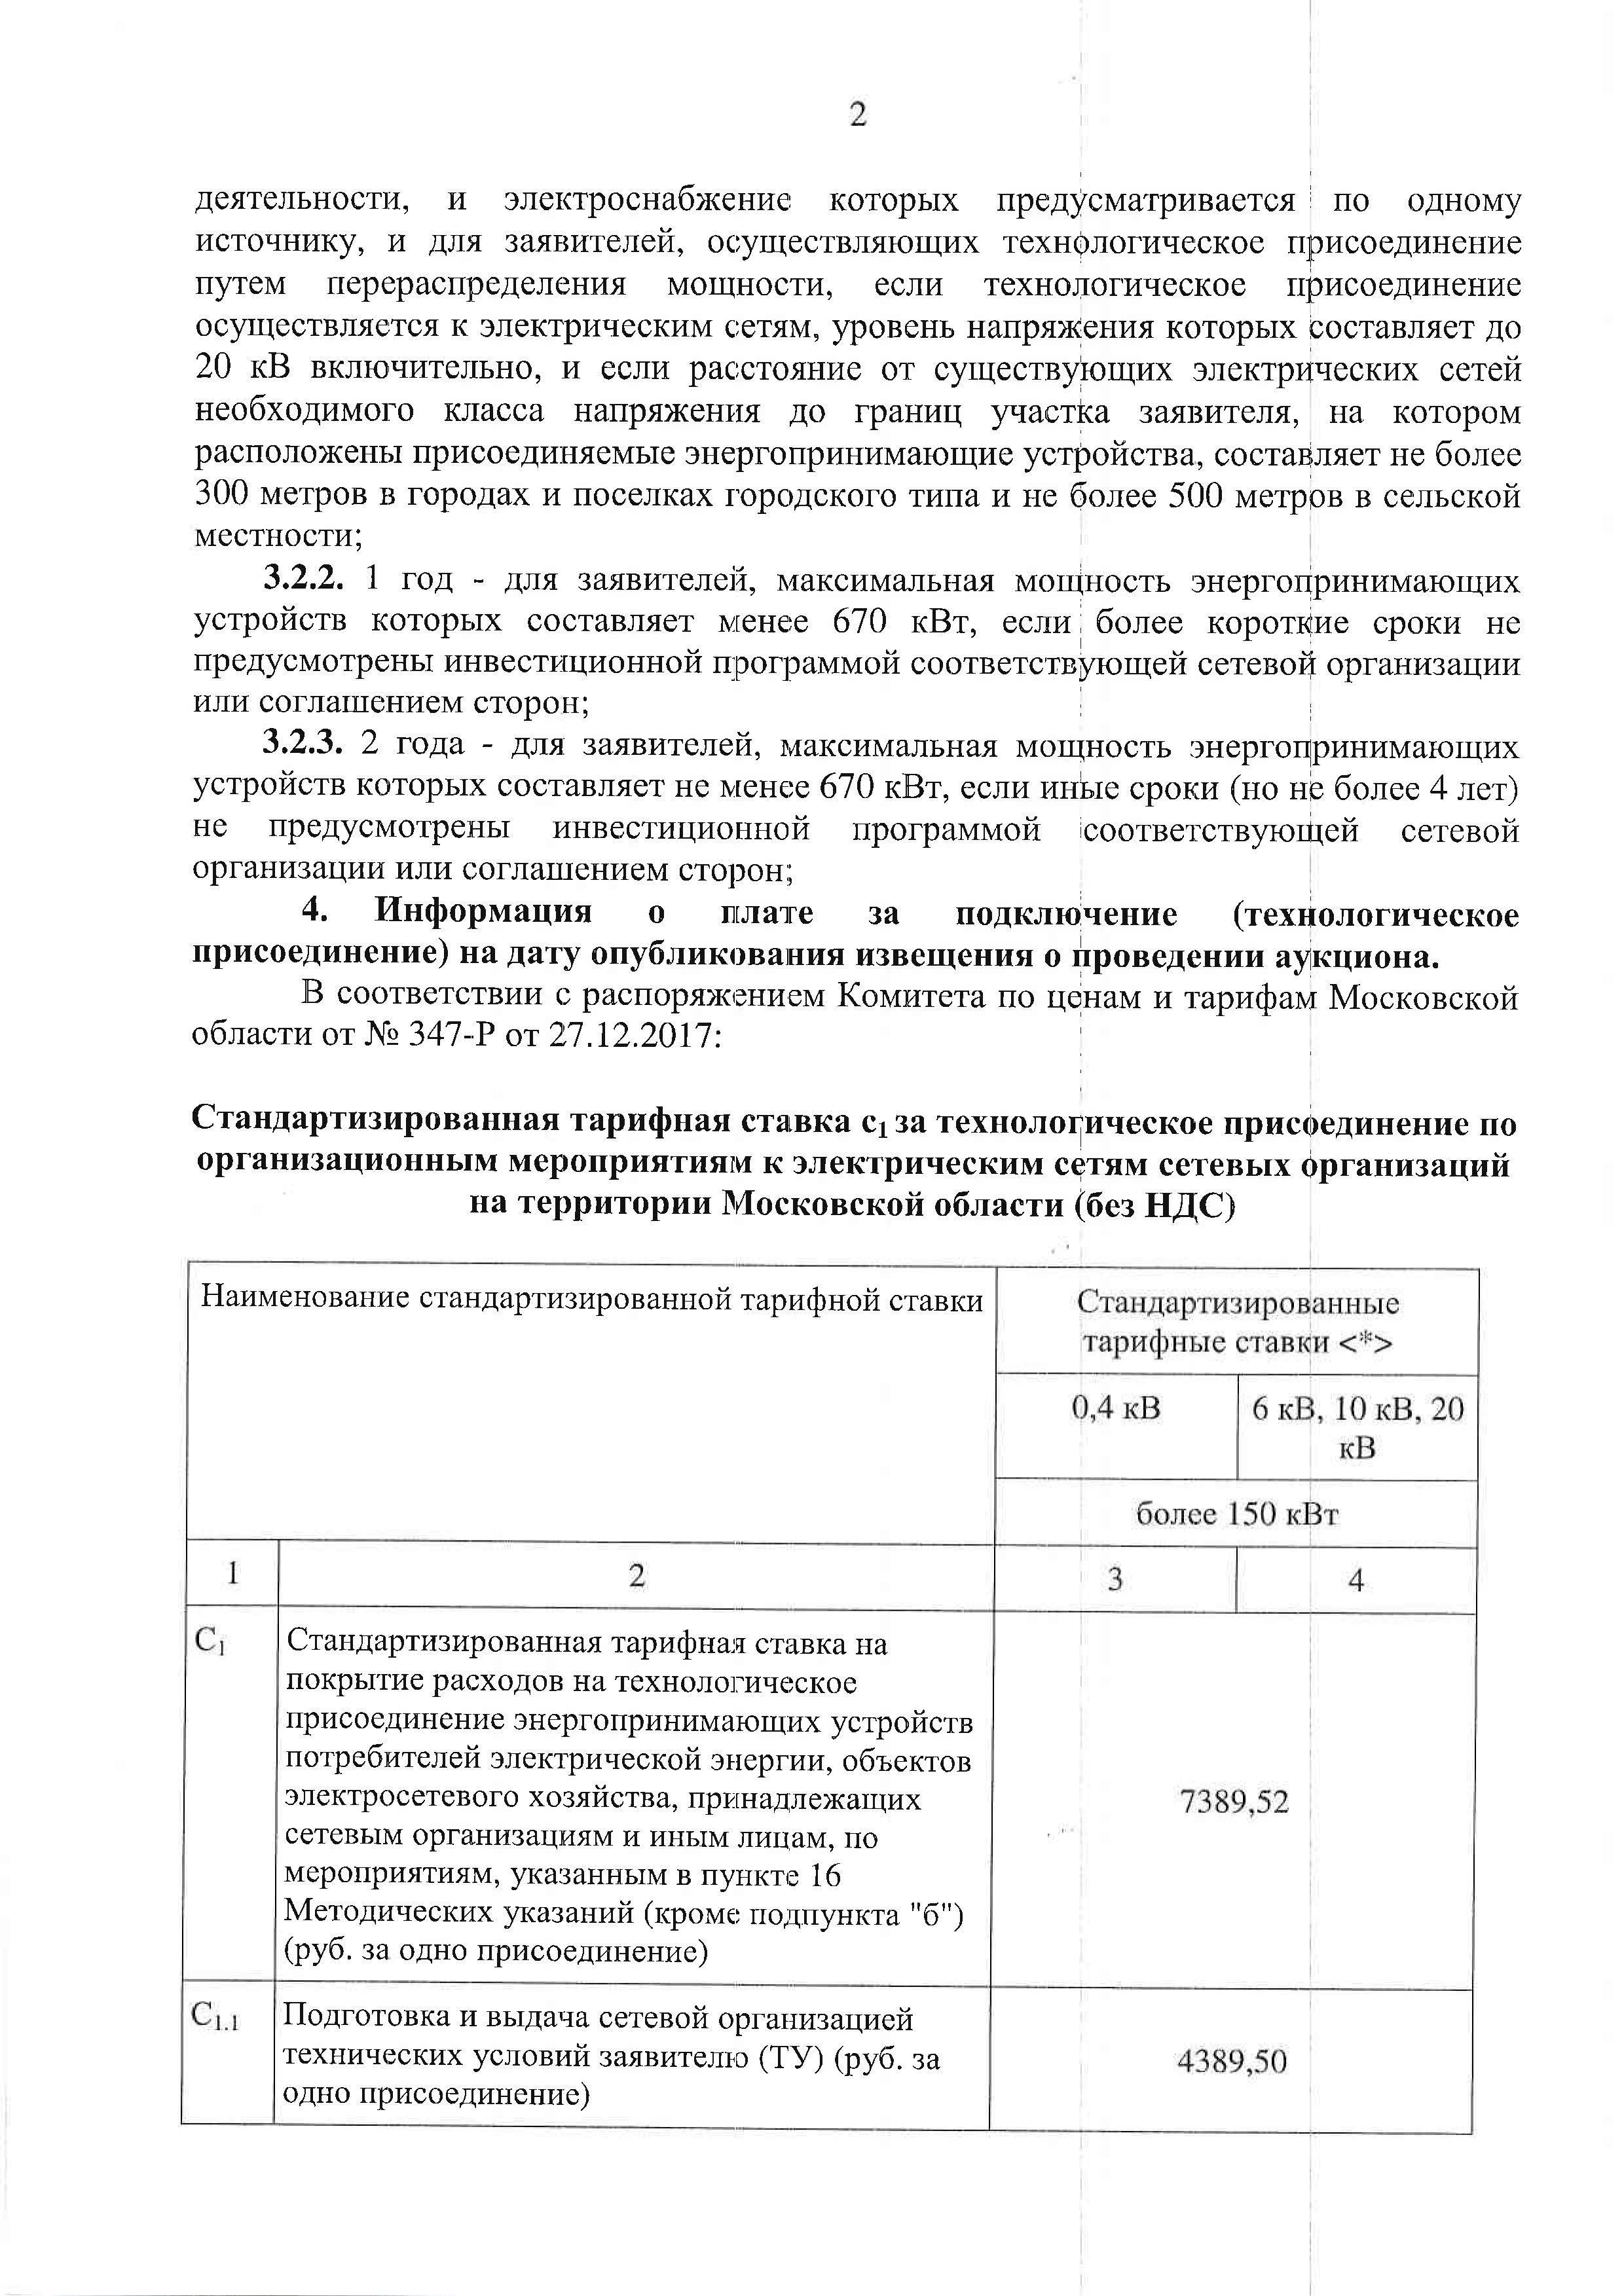 2
деятельности, и электроснабжение которых предусматривается по одному
источнику, и для заявителей, осуществляющих технологическое присоединение
путем перераспределения мощности, если технологическое присоединение
осуществляется к электрическим сетям, уровень напряжения которых составляет до
20 кВ включительно, и если расстояние от существующих электрических сетей
необходимого класса напряжения до границ участка заявителя, на котором
расположены присоединяемые энергопринимающие устройства, составляет не более
300 метров в городах и поселках городского типа и не более 500 метров в сельской
местности;
3.2.2. 1 год - для заявителей, максимальная мощность энергопринимающих
устройств которых составляет менее 670 кВт, если более короткие сроки не
предусмотрены инвестиционной программой соответствующей сетевой организации
или соглашением сторон;
3.2.3. 2 года - для заявителей, максимальная мощность энергопринимающих
устройств которых составляет не менее 670 кВт, если иные сроки (но не более 4 лет)
не предусмотрены инвестиционной программой соответствующей сетевой
организации или соглашением сторон;
4. Информация о плате за подключение (технологическое
присоединение) на дату опубликования извещения о проведении аукциона.
В соответствии с распоряжением Комитета по ценам и тарифам Московской
области от № 347-Р от 27.12.2017:
Стандартизированная тарифная ставка с₁ за технологическое присоединение по
организационным мероприятиям к электрическим сетям сетевых организаций
на территории Московской области (без НДС)
Наименование стандартизированной тарифной ставки
Стандартизированные
тарифные ставки <*>
0,4 кВ
6 кВ, 10 кВ, 20
кВ
более 150 кВт
1
2
3
4
С₁
Стандартизированная тарифная ставка на
покрытие расходов на технологическое
присоединение энергопринимающих устройств
потребителей электрической энергии, объектов
электросетевого хозяйства, принадлежащих
сетевым организациям и иным лицам, по
мероприятиям, указанным в пункте 16
Методических указаний (кроме подпункта "б")
(руб. за одно присоединение)
7389,52
С₁.₁
Подготовка и выдача сетевой организацией
технических условий заявителю (ТУ) (руб. за
одно присоединение)
4389,50